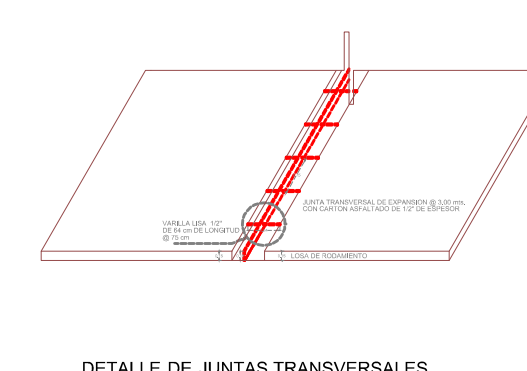 JUNTA TRANSVERSAL DE EXPANSION @ 3,00 mts,
CON CARTON ASFALTADO DE 1/2" DE ESPESOR
VARILLA LISA 1/2"
DE 64 cm DE LONGITUD
@ 75 cm
LOSA DE RODAMIENTO
DETALLE DE JUNTAS TRANSVERSALES